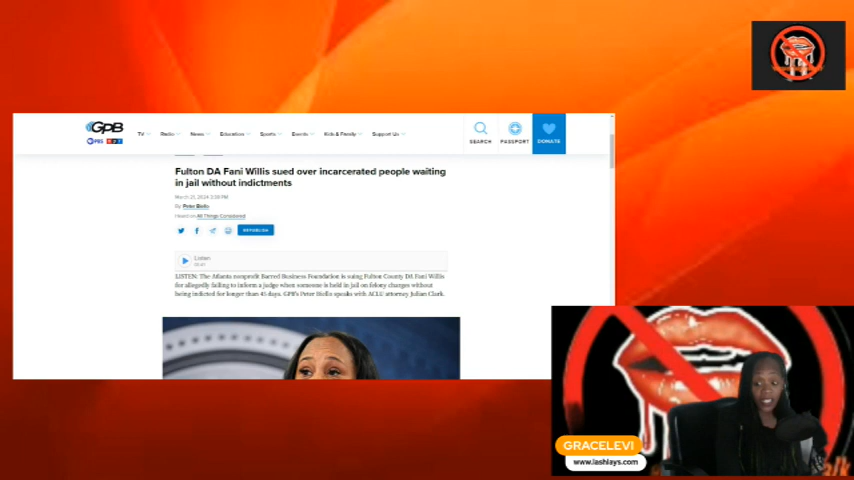 GPB
PBS npr
TV
Radio
News
Education
Sports
Events
Kids & Family
Support Us
SEARCH
PASSPORT
DONATE
Fulton DA Fani Willis sued over incarcerated people waiting
in jail without indictments
March 21, 2024 2:39 PM
By Peter Biello
Heard on All Things Considered
REPUBLISH
Listen
LISTEN: The Atlanta nonprofit Barred Business Foundation is suing Fulton County DA Fani Willis
for allegedly failing to inform a judge when someone is held in jail on felony charges without
being indicted for longer than 45 days. GPB's Peter Biello speaks with ACLU attorney Julian Clark.
GRACELEVI
www.lashlays.com